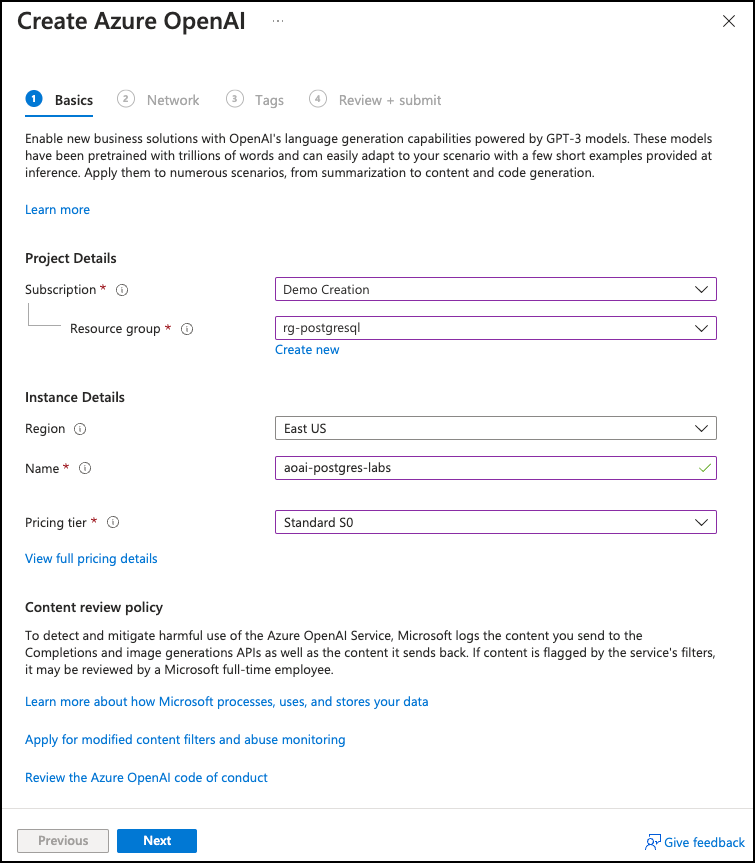 Create Azure OpenAI ...
1 Basics 2 Network 3 Tags 4 Review + submit
Enable new business solutions with OpenAI's language generation capabilities powered by GPT-3 models. These models
have been pretrained with trillions of words and can easily adapt to your scenario with a few short examples provided at
inference. Apply them to numerous scenarios, from summarization to content and code generation.
Learn more
Project Details
Subscription * Demo Creation
Resource group * rg-postgresql
Create new
Instance Details
Region East US
Name * aoai-postgres-labs
Pricing tier * Standard S0
View full pricing details
Content review policy
To detect and mitigate harmful use of the Azure OpenAI Service, Microsoft logs the content you send to the
Completions and image generations APIs as well as the content it sends back. If content is flagged by the service's filters,
it may be reviewed by a Microsoft full-time employee.
Learn more about how Microsoft processes, uses, and stores your data
Apply for modified content filters and abuse monitoring
Review the Azure OpenAI code of conduct
Previous Next Give feedback